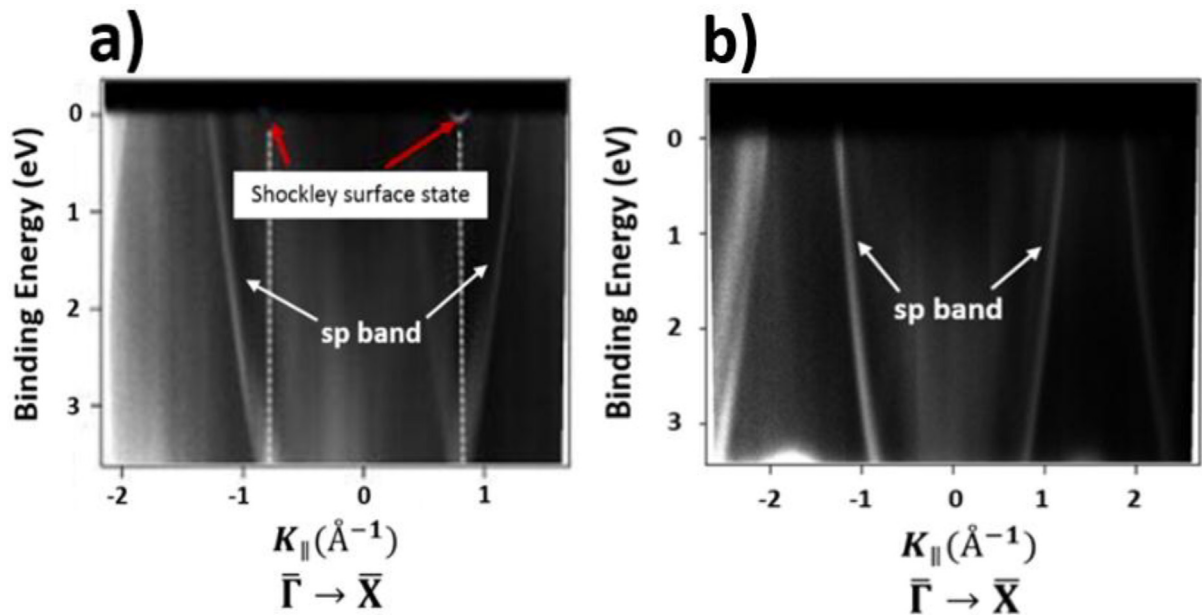 a)
Binding Energy (eV)
0
1
2
3
Shockley surface state
sp band
-2 -1 0 1
K∥(Å⁻¹)
Γ̄ → X̄
b)
Binding Energy (eV)
0
1
2
3
sp band
-2 -1 0 1 2
K∥(Å⁻¹)
Γ̄ → X̄